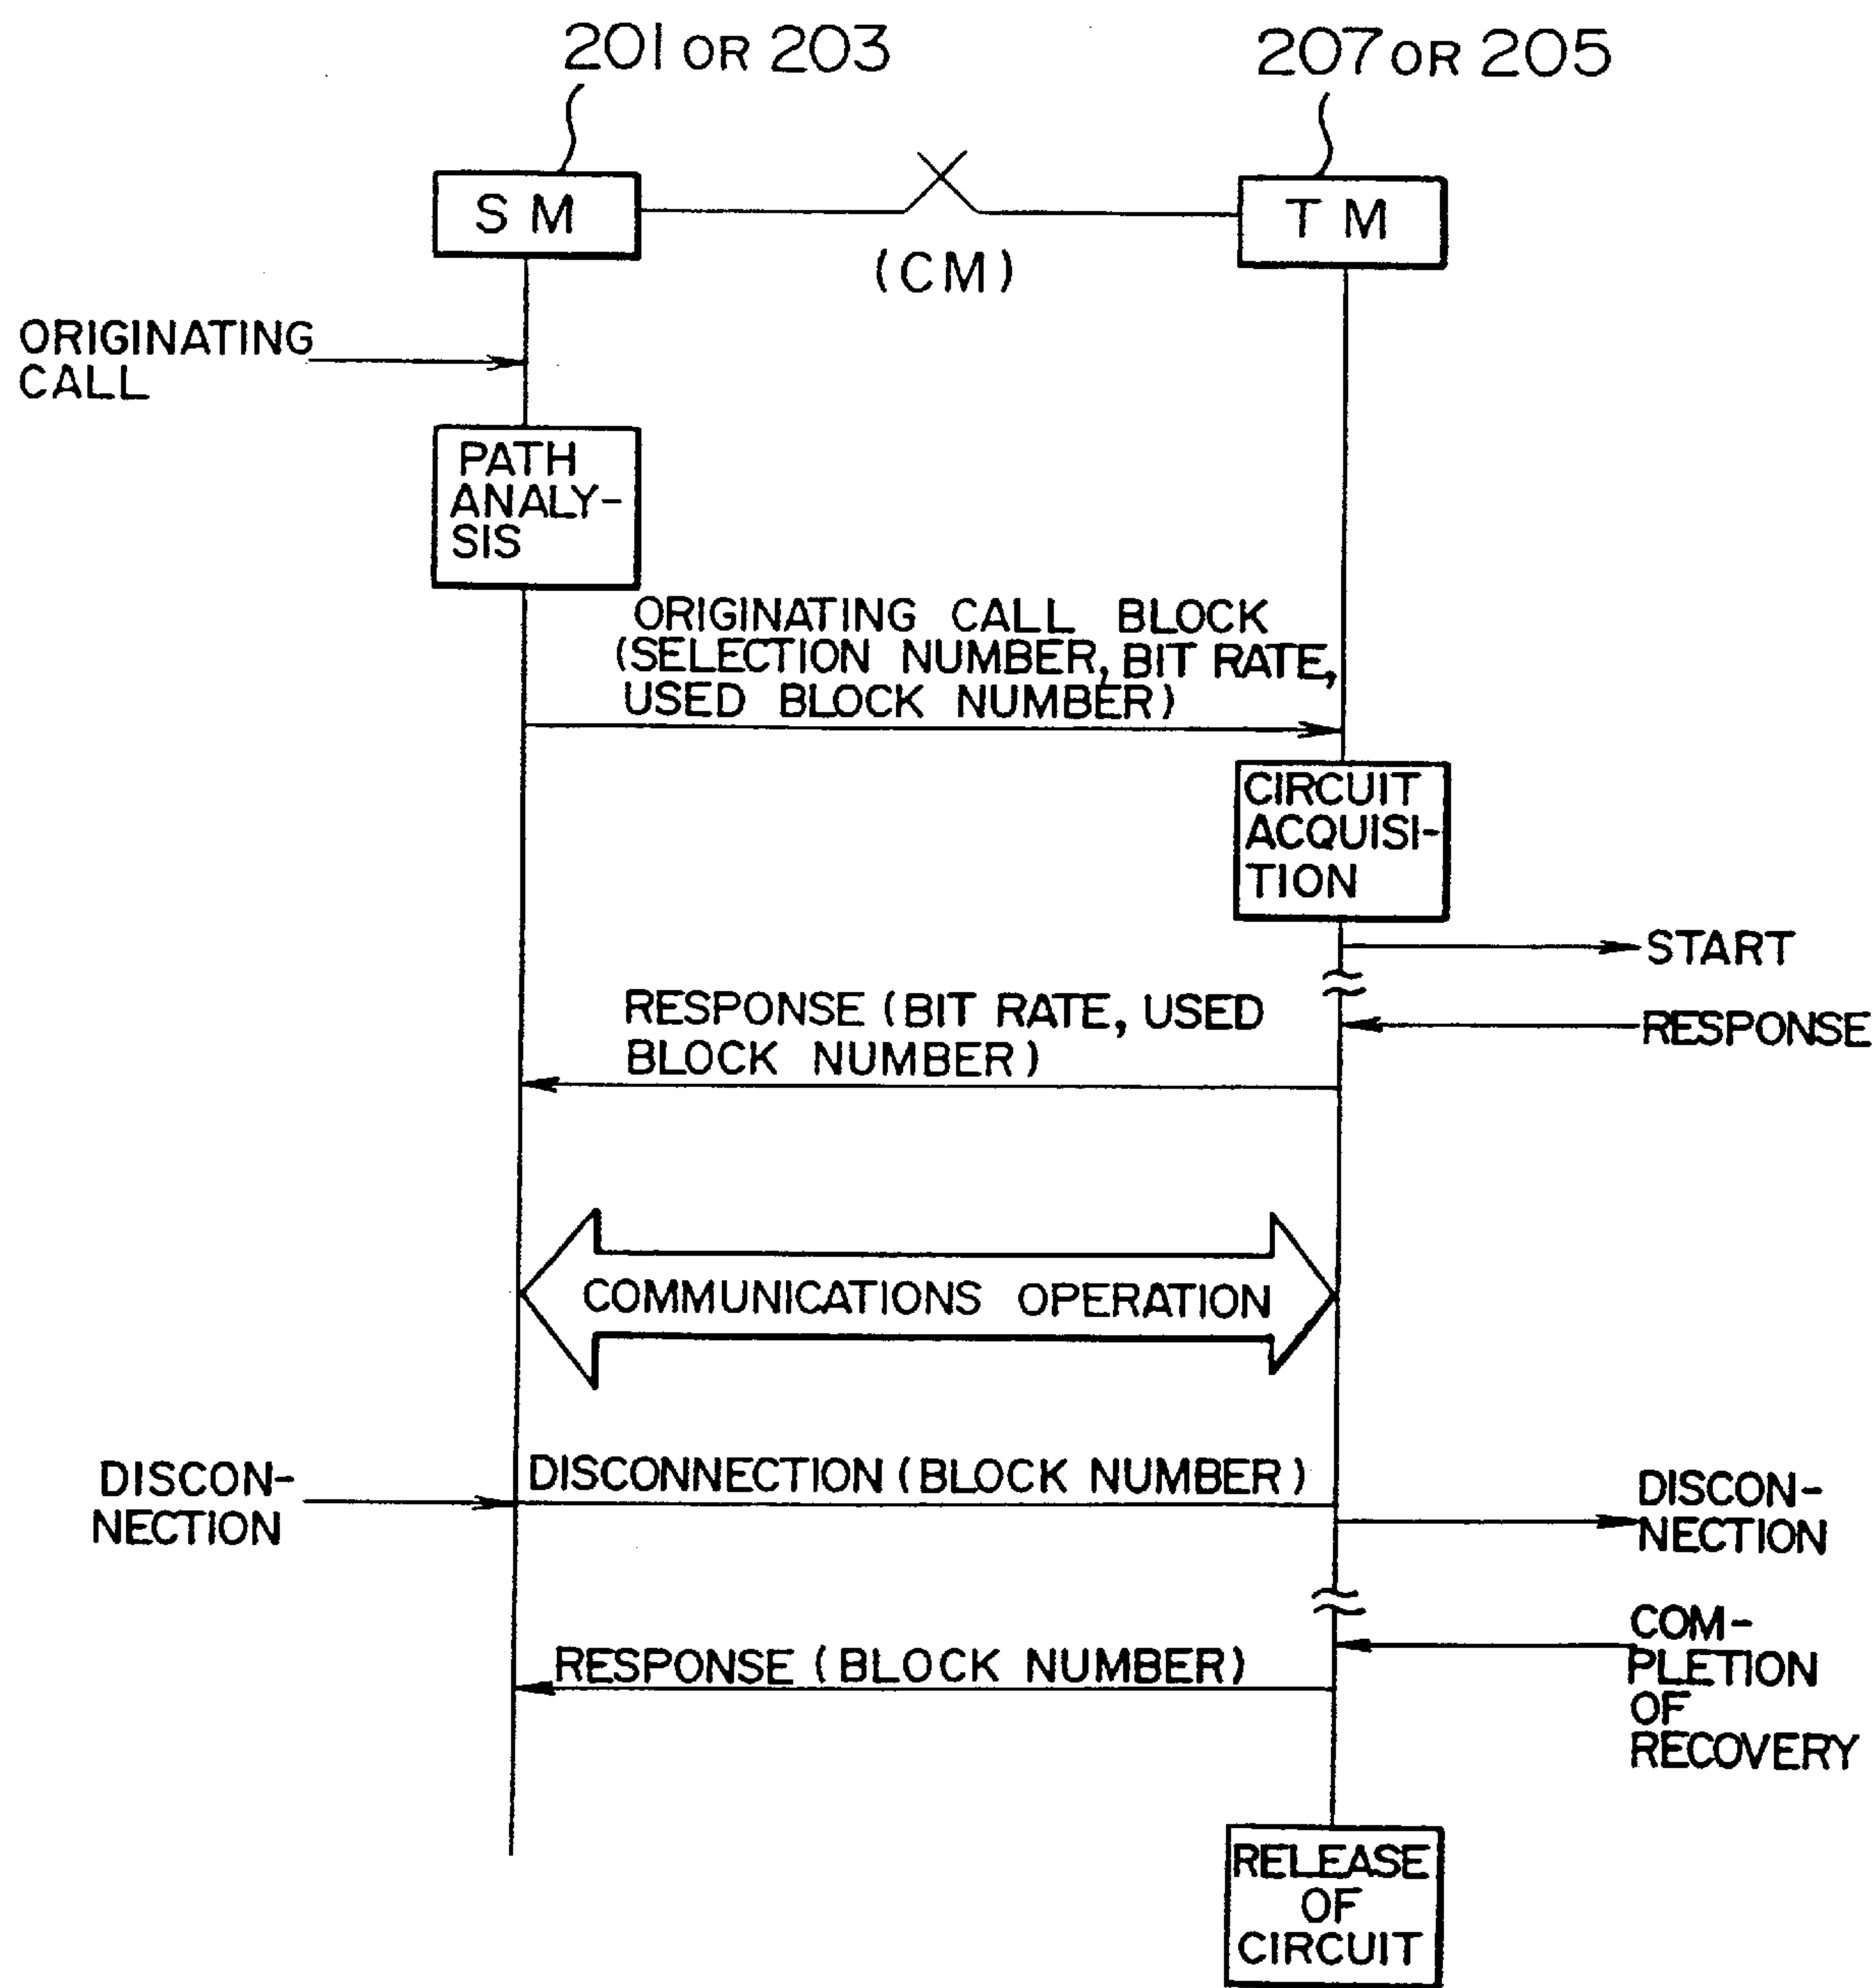 201 OR 203
207 OR 205
SM
TM
(CM)
ORIGINATING
CALL
PATH
ANALY-
SIS
ORIGINATING CALL BLOCK
(SELECTION NUMBER, BIT RATE,
USED BLOCK NUMBER)
CIRCUIT
ACQUISI-
TION
START
RESPONSE (BIT RATE, USED
BLOCK NUMBER)
RESPONSE
COMMUNICATIONS OPERATION
DISCON-
NECTION
DISCONNECTION (BLOCK NUMBER)
DISCON-
NECTION
COM-
PLETION
OF
RECOVERY
RESPONSE (BLOCK NUMBER)
RELEASE
OF
CIRCUIT